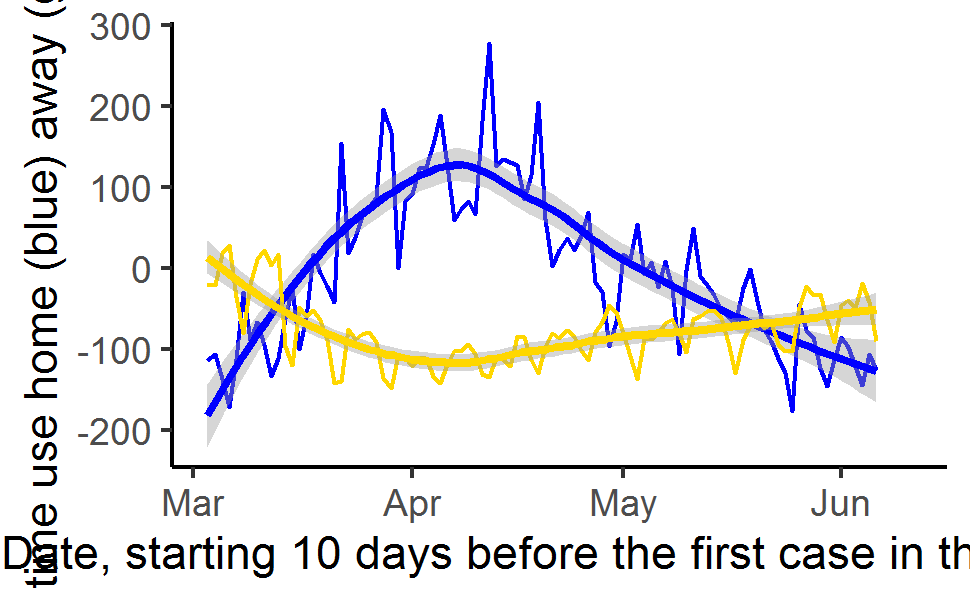 time use home (blue) away (
300
200
100
0
-100
-200
Mar Apr May Jun
Date, starting 10 days before the first case in th